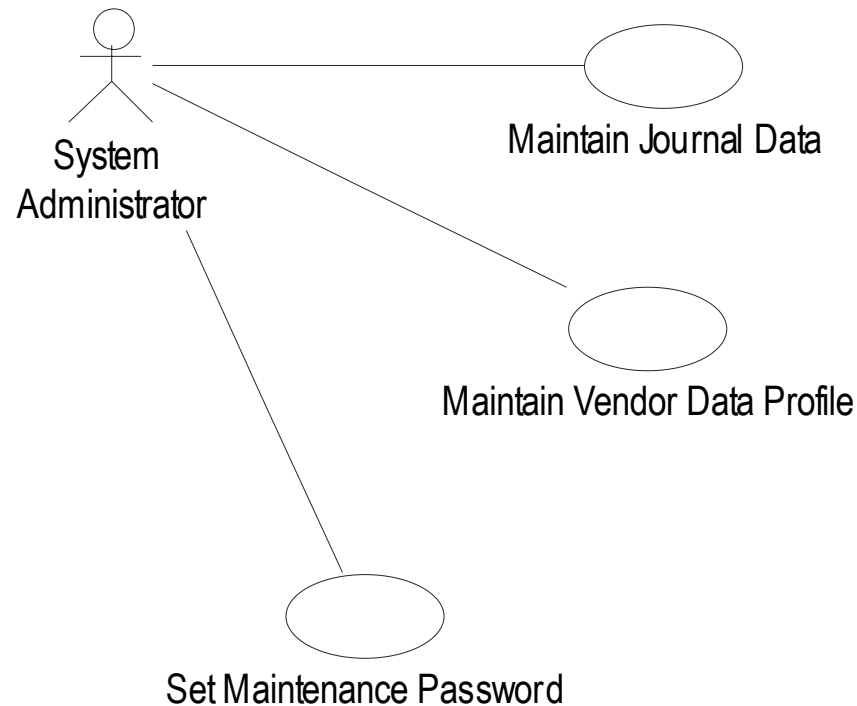 Maintain Journal Data
System
Administrator
Maintain Vendor Data Profile
Set Maintenance Password